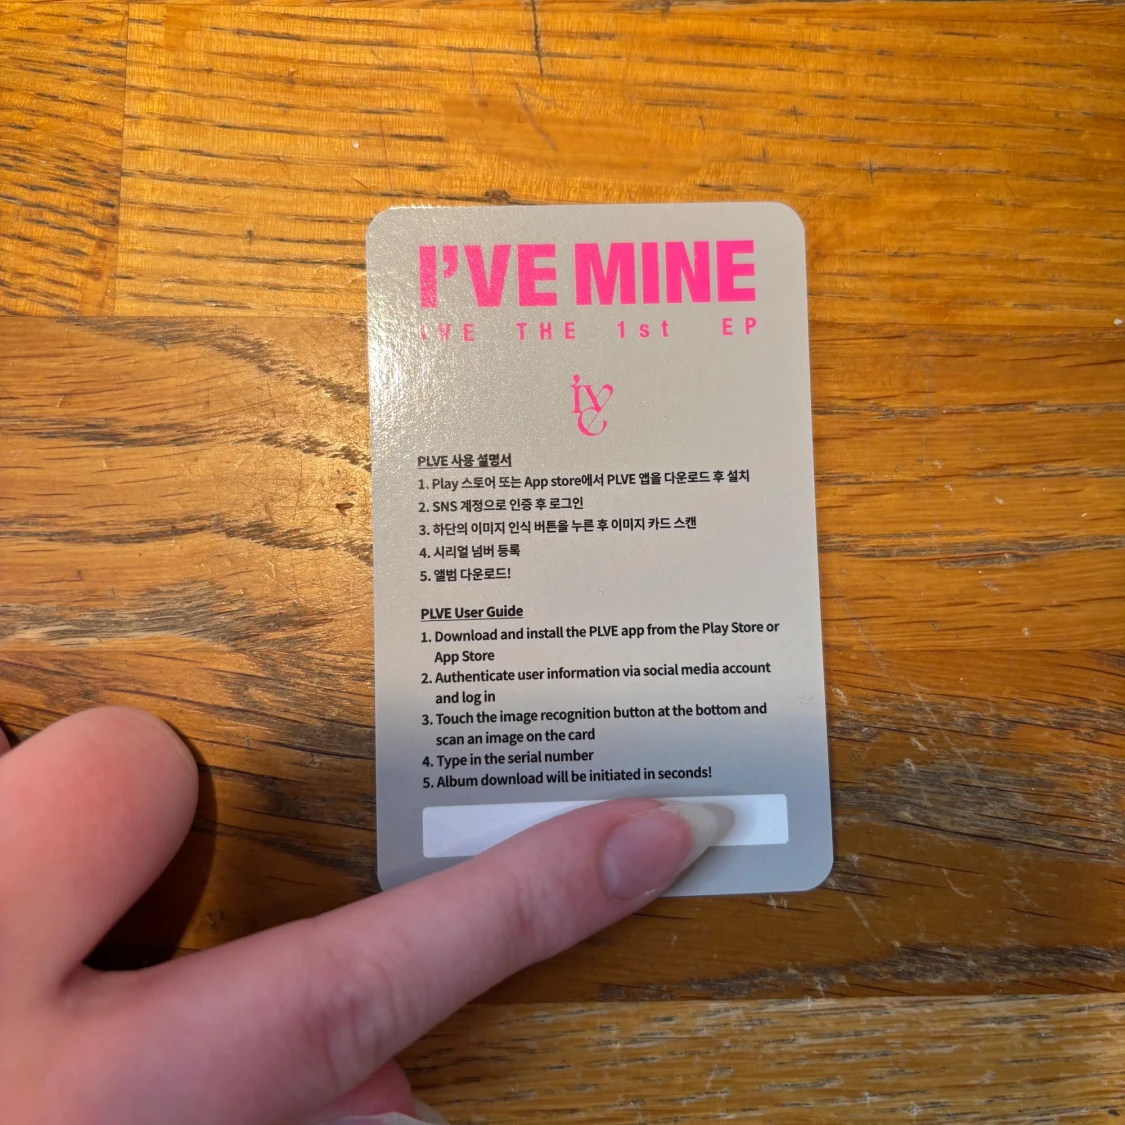 I'VE MINE
IVE THE 1st EP
ive
PLVE 사용 설명서
1. Play 스토어 또는 App store에서 PLVE 앱을 다운로드 후 설치
2. SNS 계정으로 인증 후 로그인
3. 하단의 이미지 인식 버튼을 누른 후 이미지 카드 스캔
4. 시리얼 넘버 등록
5. 앨범 다운로드!
PLVE User Guide
1. Download and install the PLVE app from the Play Store or
App Store
2. Authenticate user information via social media account
and log in
3. Touch the image recognition button at the bottom and
scan an image on the card
4. Type in the serial number
5. Album download will be initiated in seconds!